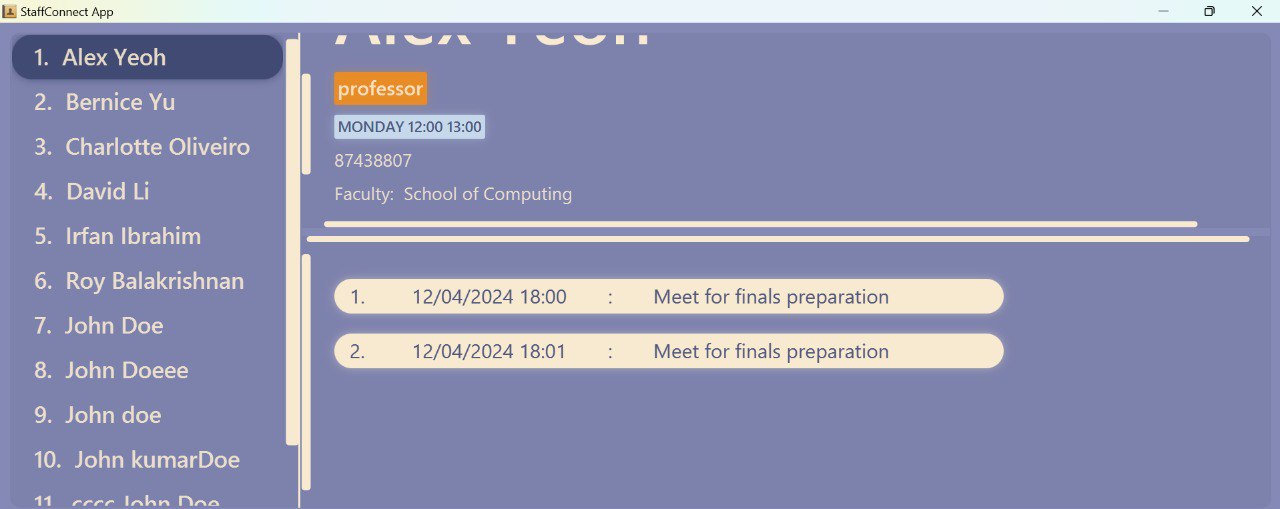 StaffConnect App
1. Alex Yeoh
2. Bernice Yu
3. Charlotte Oliveiro
4. David Li
5. Irfan Ibrahim
6. Roy Balakrishnan
7. John Doe
8. John Doeee
9. John doe
10. John kumarDoe
11. cccc John Doe
Alex Yeoh
professor
MONDAY 12:00 13:00
87438807
Faculty: School of Computing
1. 12/04/2024 18:00 : Meet for finals preparation
2. 12/04/2024 18:01 : Meet for finals preparation